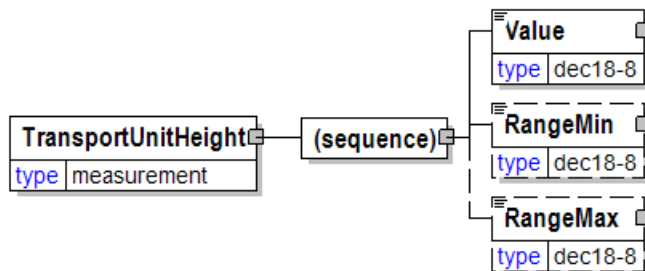 Value
type dec18-8
TransportUnitHeight
type measurement
(sequence)
RangeMin
type dec18-8
RangeMax
type dec18-8